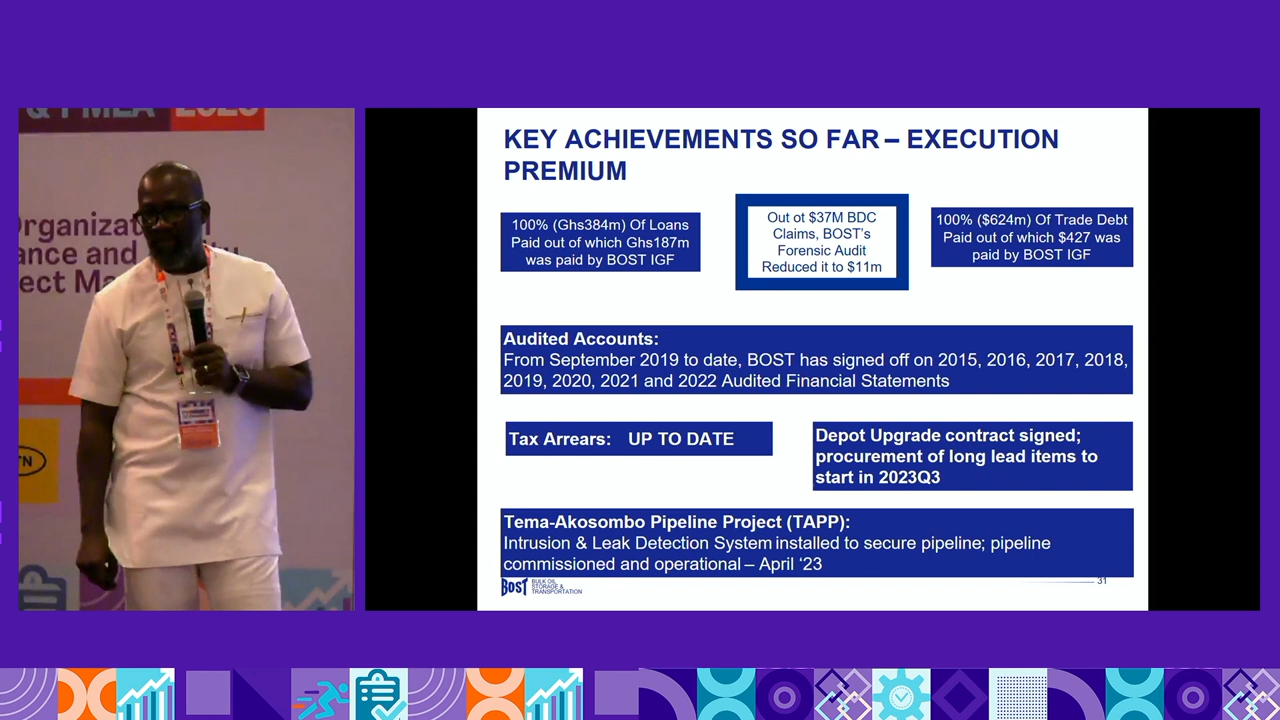 KEY ACHIEVEMENTS SO FAR – EXECUTION
PREMIUM
100% (Ghs384m) Of Loans
Paid out of which Ghs187m
was paid by BOST IGF
Out of $37M BDC
Claims, BOST's
Forensic Audit
Reduced it to $11m
100% ($624m) Of Trade Debt
Paid out of which $427 was
paid by BOST IGF
Audited Accounts:
From September 2019 to date, BOST has signed off on 2015, 2016, 2017, 2018,
2019, 2020, 2021 and 2022 Audited Financial Statements
Tax Arrears: UP TO DATE
Depot Upgrade contract signed;
procurement of long lead items to
start in 2023Q3
Tema-Akosombo Pipeline Project (TAPP):
Intrusion & Leak Detection System installed to secure pipeline; pipeline
commissioned and operational – April ‘23
BOST BULK OIL
STORAGE &
TRANSPORTATION
31